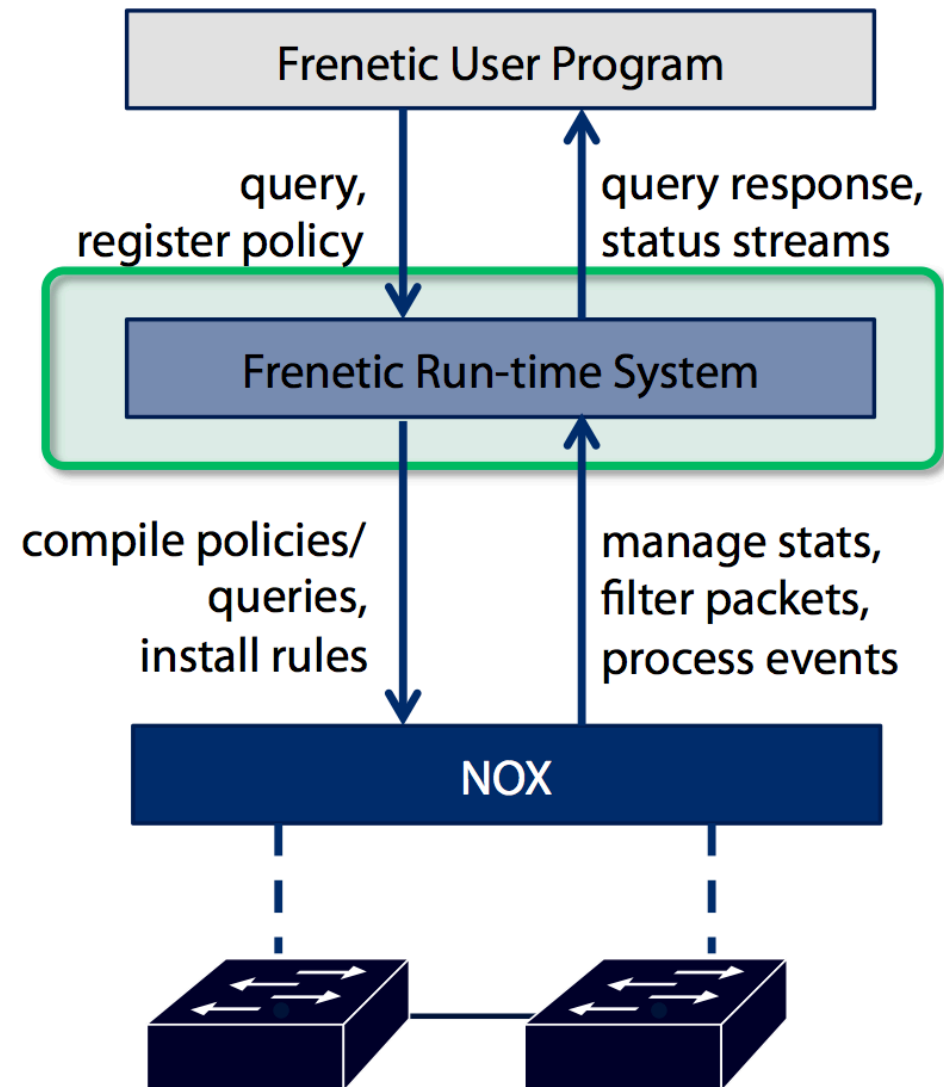 Frenetic User Program
query,
register policy
query response,
status streams
Frenetic Run-time System
compile policies/
queries,
install rules
manage stats,
filter packets,
process events
NOX